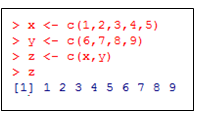 > x <- c(1,2,3,4,5)
> y <- c(6,7,8,9)
> z <- c(x,y)
> z
[1] 1 2 3 4 5 6 7 8 9